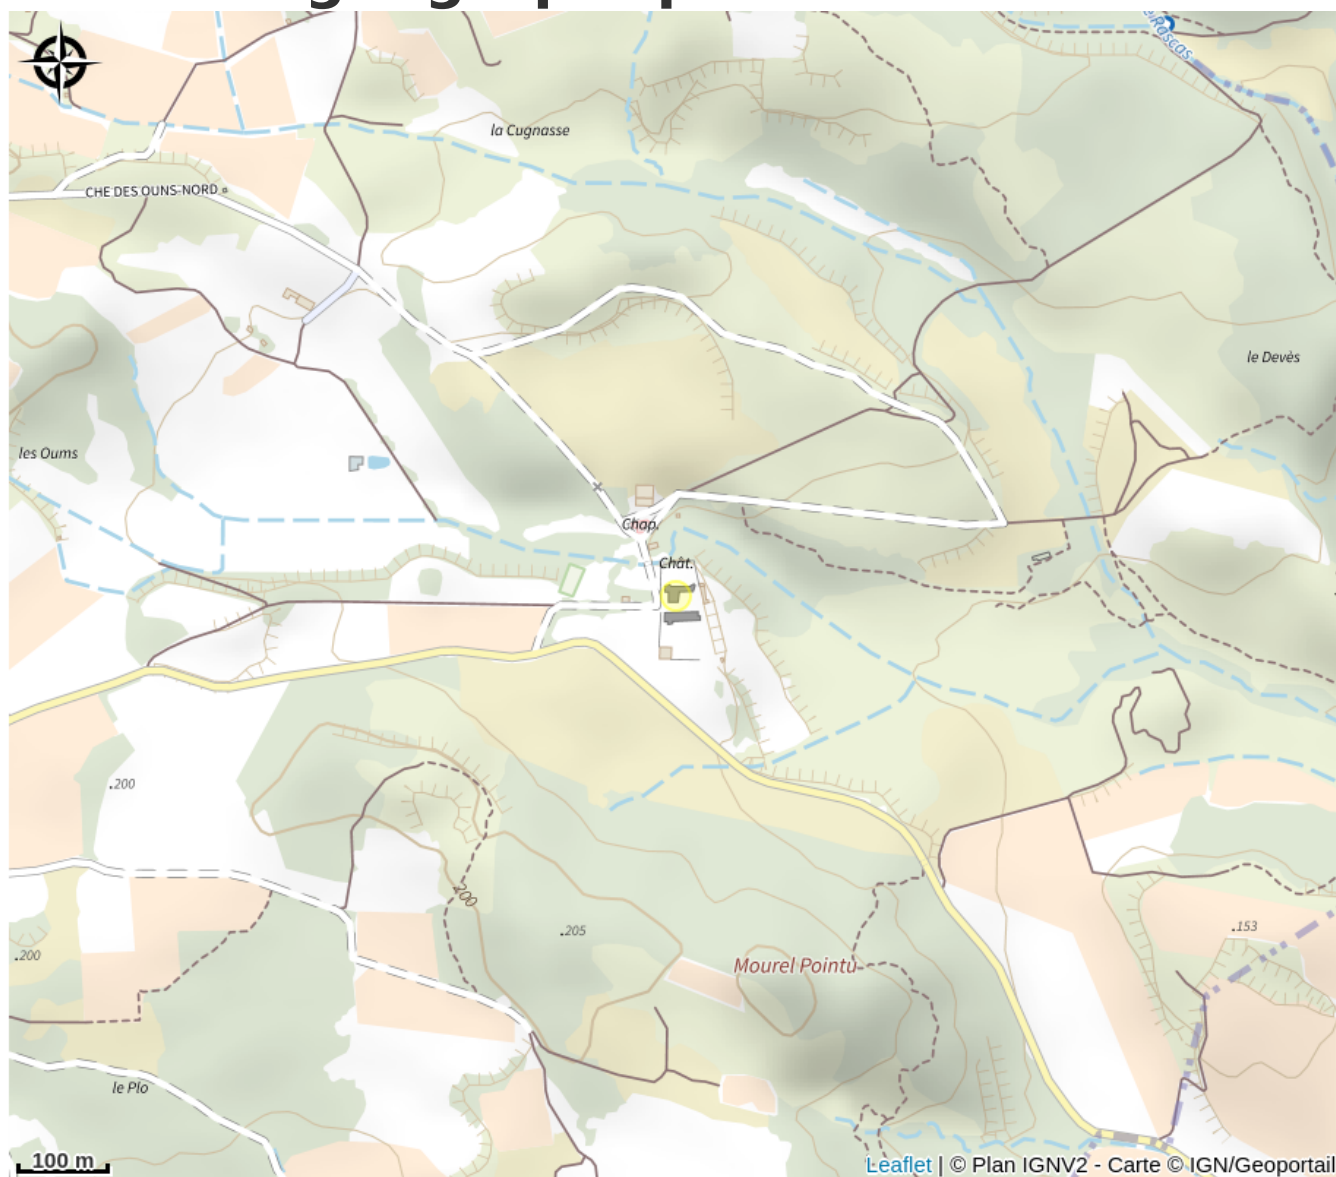 Rascas
la Cugnasse
CHE DES OUNS-NORD
le Devès
les Oums
Chap.
Chât.
.200
200
.205
.153
.200
Mourel Pointu
le Plo
100 m
Leaflet | © Plan IGNV2 - Carte © IGN/Geoportail